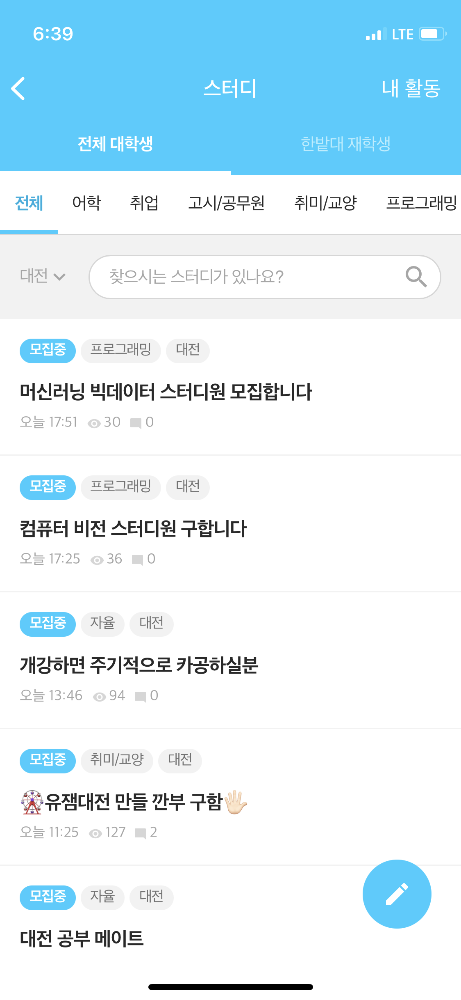 6:39 LTE
스터디 내 활동
전체 대학생 한밭대 재학생
전체 어학 취업 고시/공무원 취미/교양 프로그래밍
대전 찾으시는 스터디가 있나요?
모집중 프로그래밍 대전
머신러닝 빅데이터 스터디원 모집합니다
오늘 17:51 30 0
모집중 프로그래밍 대전
컴퓨터 비전 스터디원 구합니다
오늘 17:25 36 0
모집중 자율 대전
개강하면 주기적으로 카공하실분
오늘 13:46 94 0
모집중 취미/교양 대전
🎡유잼대전 만들 깐부 구함🖐🏻
오늘 11:25 127 2
모집중 자율 대전
대전 공부 메이트